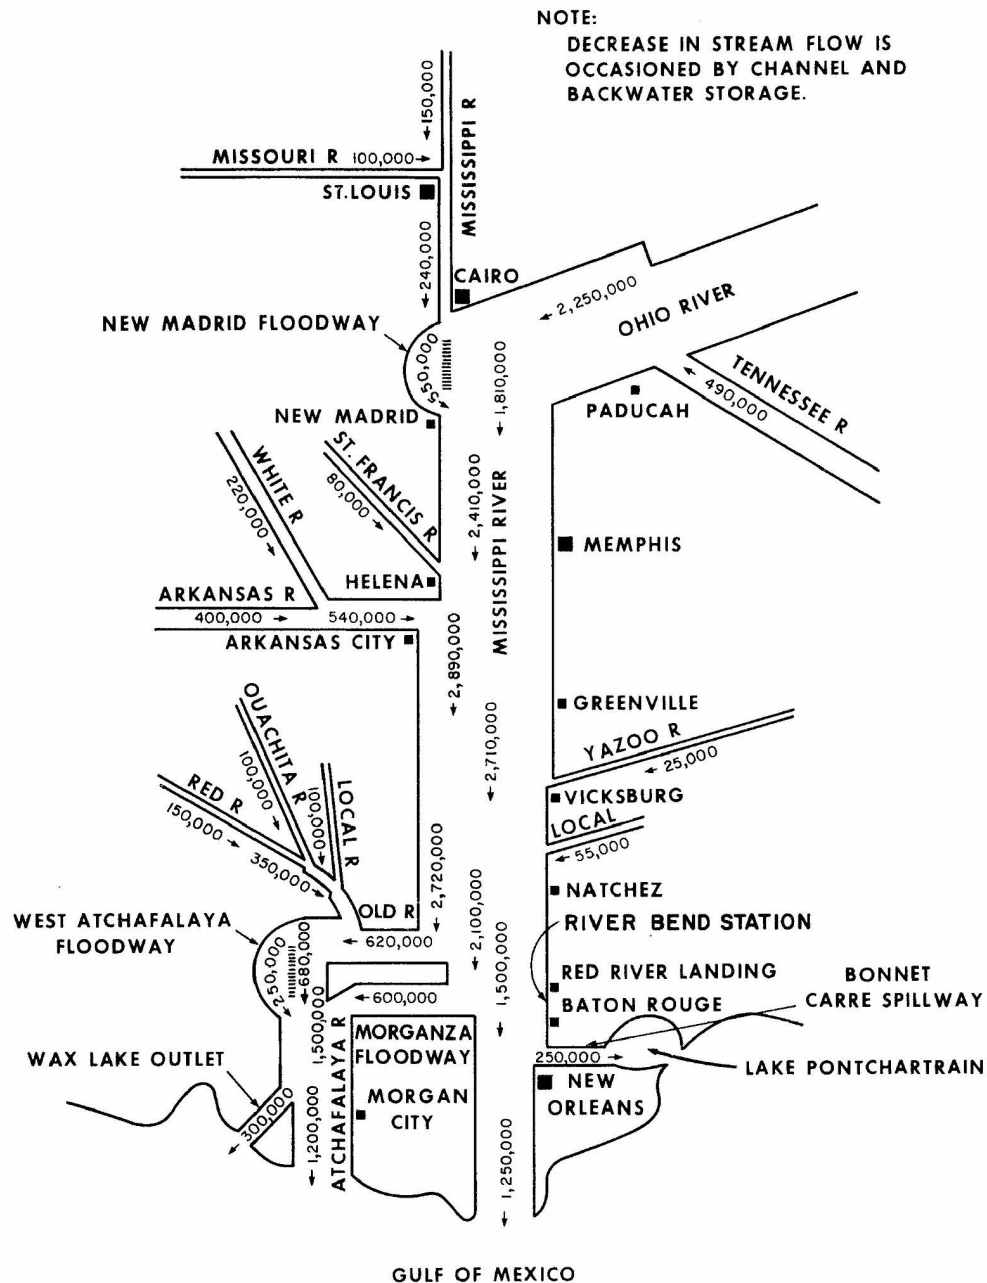 NOTE:
DECREASE IN STREAM FLOW IS
OCCASIONED BY CHANNEL AND
BACKWATER STORAGE.
150,000
MISSISSIPPI R
MISSOURI R
100,000
ST.LOUIS
240,000
CAIRO
2,250,000
OHIO RIVER
NEW MADRID FLOODWAY
550,000
1,810,000
TENNESSEE R
490,000
PADUCAH
NEW MADRID
ST. FRANCIS R
80,000
WHITE R
220,000
2,410,000
MISSISSIPPI RIVER
MEMPHIS
HELENA
ARKANSAS R
400,000
540,000
ARKANSAS CITY
2,890,000
GREENVILLE
OUACHITA R
100,000
2,710,000
YAZOO R
25,000
RED R
150,000
LOCAL R
100,000
VICKSBURG
LOCAL
55,000
350,000
2,720,000
NATCHEZ
WEST ATCHAFALAYA
FLOODWAY
OLD R
620,000
2,100,000
RIVER BEND STATION
250,000
680,000
1,500,000
RED RIVER LANDING
BONNET
CARRE SPILLWAY
600,000
BATON ROUGE
1,500,000
MORGANZA
FLOODWAY
250,000
LAKE PONTCHARTRAIN
WAX LAKE OUTLET
NEW
ORLEANS
MORGAN
CITY
300,000
1,200,000
ATCHAFALAYA R
1,250,000
GULF OF MEXICO